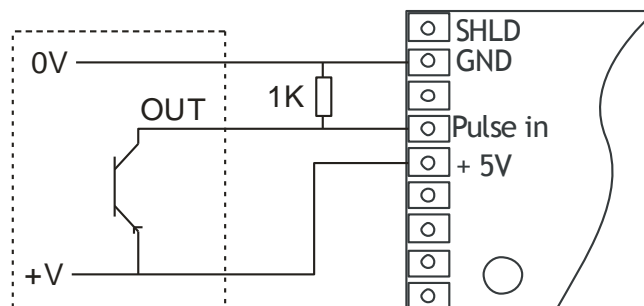 SHLD
0V
GND
1K
OUT
Pulse in
+ 5V
+V